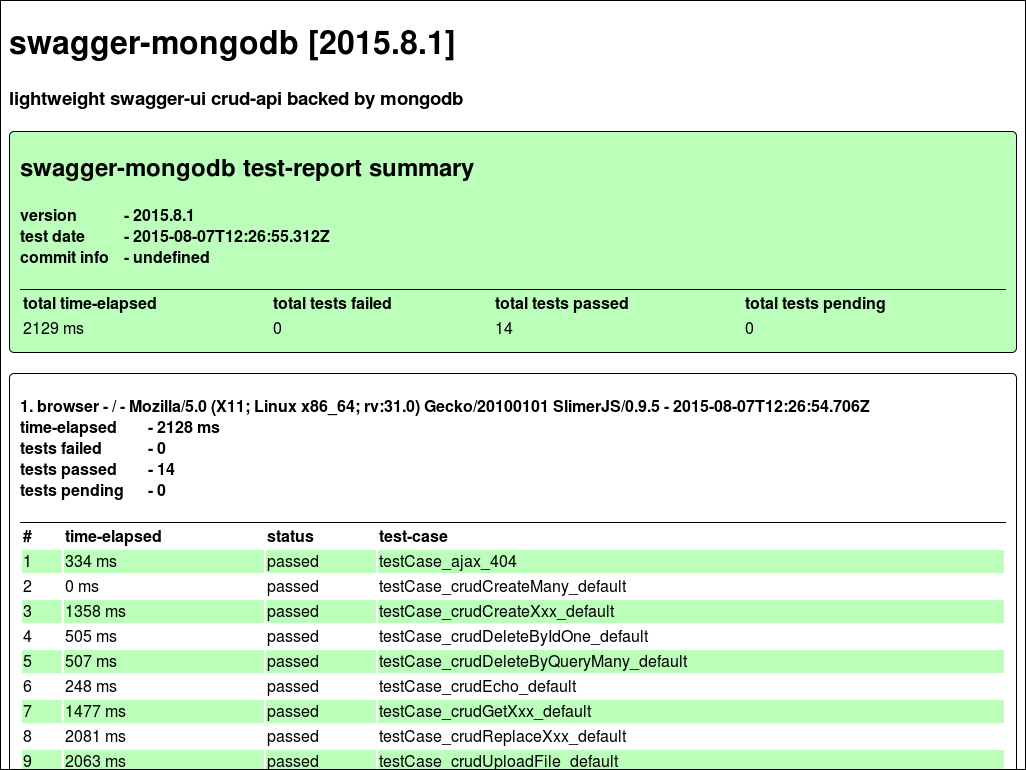 swagger-mongodb [2015.8.1]
lightweight swagger-ui crud-api backed by mongodb
swagger-mongodb test-report summary
version - 2015.8.1
test date - 2015-08-07T12:26:55.312Z
commit info - undefined
total time-elapsed total tests failed total tests passed total tests pending
2129 ms 0 14 0
1. browser - / - Mozilla/5.0 (X11; Linux x86_64; rv:31.0) Gecko/20100101 SlimerJS/0.9.5 - 2015-08-07T12:26:54.706Z
time-elapsed - 2128 ms
tests failed - 0
tests passed - 14
tests pending - 0
# time-elapsed status test-case
1 334 ms passed testCase_ajax_404
2 0 ms passed testCase_crudCreateMany_default
3 1358 ms passed testCase_crudCreateXxx_default
4 505 ms passed testCase_crudDeleteByIdOne_default
5 507 ms passed testCase_crudDeleteByQueryMany_default
6 248 ms passed testCase_crudEcho_default
7 1477 ms passed testCase_crudGetXxx_default
8 2081 ms passed testCase_crudReplaceXxx_default
9 2063 ms passed testCase_crudUploadFile_default